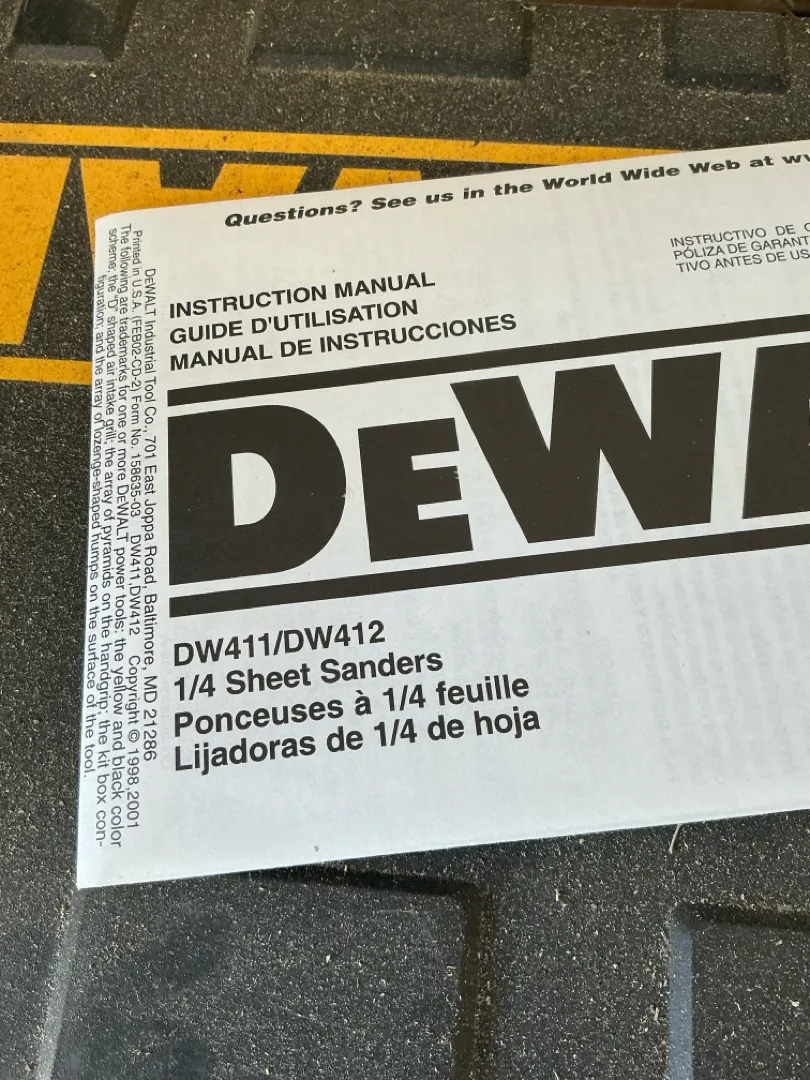 Questions? See us in the World Wide Web at
INSTRUCTIVO DE
PÓLIZA DE
TIVO ANTES DE
INSTRUCTION MANUAL
GUIDE D'UTILISATION
MANUAL DE INSTRUCCIONES
DEWA
DW411/DW412
1/4 Sheet Sanders
Ponceuses à 1/4 feuille
Lijadoras de 1/4 de hoja
DEWALT Industrial Tool Co., 701 East Joppa Road, Baltimore, MD 21286
Printed in U.S.A. (FEB02-CD-2) Form No. 158635-03 DW411,DW412 Copyright © 1998,2001
The following are trademarks for one or more DEWALT power tools: the yellow and black color
scheme; the "D" shaped air intake grill; the array of pyramids on the handgrip; the kit box con-
figuration; and the array of lozenge-shaped humps on the surface of the tool.